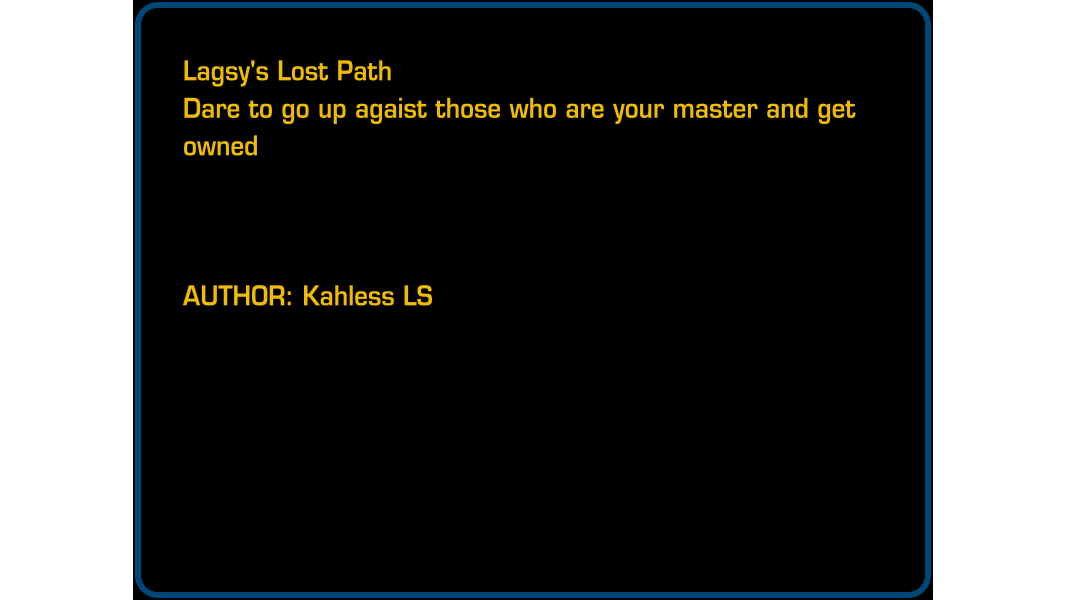 Lagsy's Lost Path
Dare to go up agaist those who are your master and get
owned
AUTHOR: Kahless LS